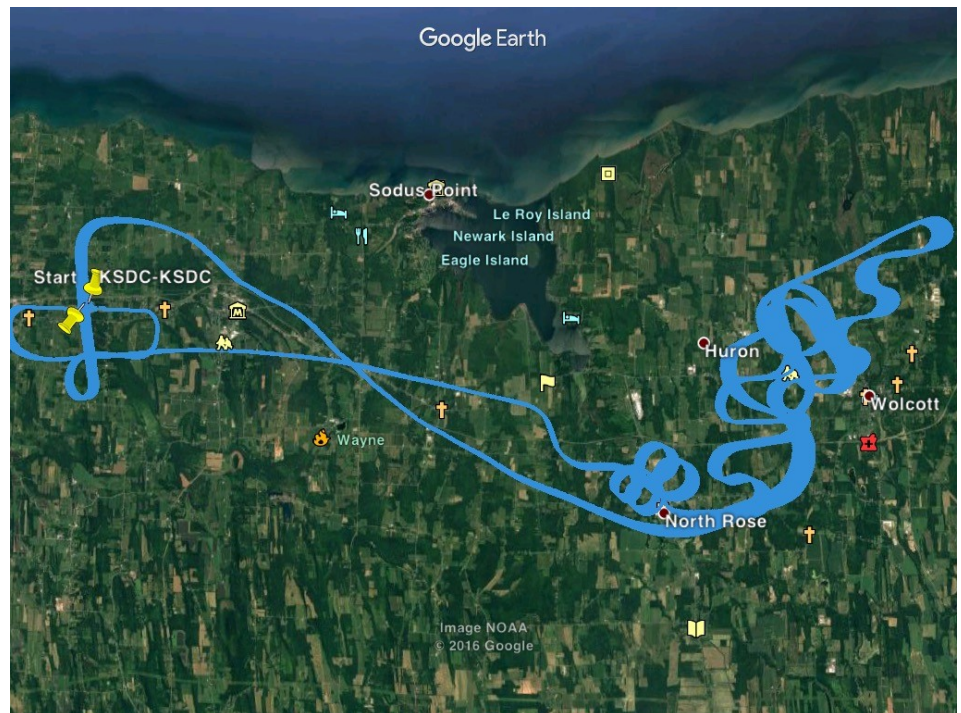 Google Earth
Sodus Point
Le Roy Island
Newark Island
Eagle Island
Start
KSDC-KSDC
Huron
Wolcott
Wayne
North Rose
Image NOAA
© 2016 Google